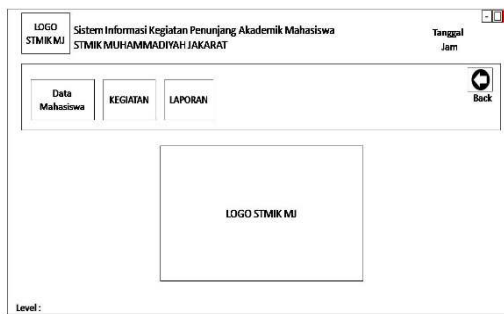 LOGO
STMIK MJ
Sistem Informasi Kegiatan Penunjang Akademik Mahasiswa
STMIK MUHAMMADIYAH JAKARAT
Tanggal
Jam
Data
Mahasiswa
KEGIATAN
LAPORAN
Back
LOGO STMIK MJ
Level :